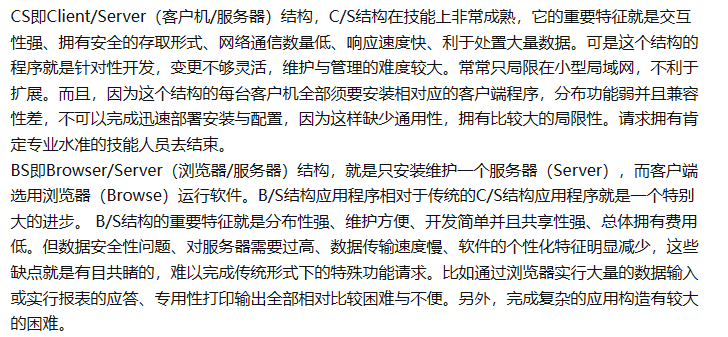 CS即Client/Server（客户机/服务器）结构，C/S结构在技能上非常成熟，它的重要特征就是交互
性强、拥有安全的存取形式、网络通信数量低、响应速度快、利于处置大量数据。可是这个结构的
程序就是针对性开发，变更不够灵活，维护与管理的难度较大。常常只局限在小型局域网，不利于
扩展。而且，因为这个结构的每台客户机全部须要安装相对应的客户端程序，分布功能弱并且兼容
性差，不可以完成迅速部署安装与配置，因为这样缺少通用性，拥有比较大的局限性。请求拥有肯
定专业水准的技能人员去结束。
BS即Browser/Server（浏览器/服务器）结构，就是只安装维护一个服务器（Server），而客户端
选用浏览器（Browse）运行软件。B/S结构应用程序相对于传统的C/S结构应用程序就是一个特别
大的进步。 B/S结构的重要特征就是分布性强、维护方便、开发简单并且共享性强、总体拥有费用
低。但数据安全性问题、对服务器需要过高、数据传输速度慢、软件的个性化特征明显减少，这些
缺点就是有目共睹的，难以完成传统形式下的特殊功能请求。比如通过浏览器实行大量的数据输入
或实行报表的应答、专用性打印输出全部相对比较困难与不便。另外，完成复杂的应用构造有较大
的困难。